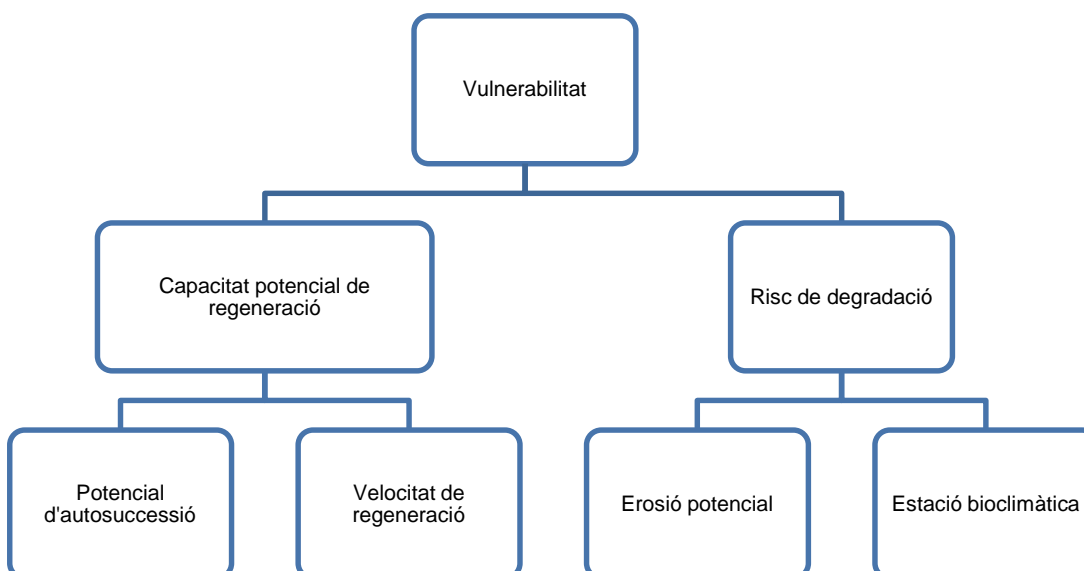 Vulnerabilitat
Capacitat potencial de
regeneració
Risc de degradació
Potencial
d'autosuccessió
Velocitat de
regeneració
Erosió potencial
Estació bioclimàtica